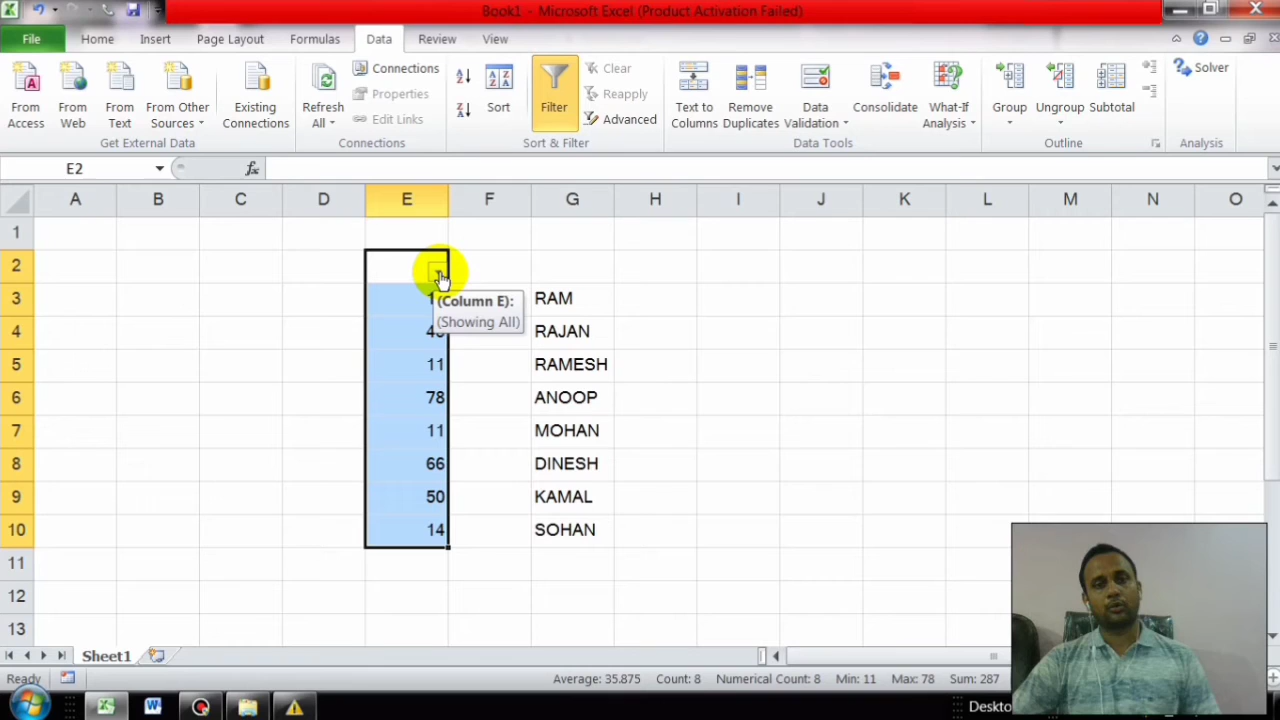 Book1 - Microsoft Excel (Product Activation Failed)
File Home Insert Page Layout Formulas Data Review View
From Access
From Web
From Text
From Other Sources
Existing Connections
Get External Data
Refresh All
Connections
Properties
Edit Links
Connections
Sort
Filter
Clear
Reapply
Advanced
Sort & Filter
Text to Columns
Remove Duplicates
Data Validation
Consolidate
What-If Analysis
Data Tools
Group
Ungroup
Subtotal
Outline
Solver
Analysis
E2 fx
A B C D E F G H I J K L M N O
1
2
(Column E):
(Showing All)
3 RAM
4 RAJAN
5 11 RAMESH
6 78 ANOOP
7 11 MOHAN
8 66 DINESH
9 50 KAMAL
10 14 SOHAN
11
12
13
Sheet1
Ready Average: 35.875 Count: 8 Numerical Count: 8 Min: 11 Max: 78 Sum: 287